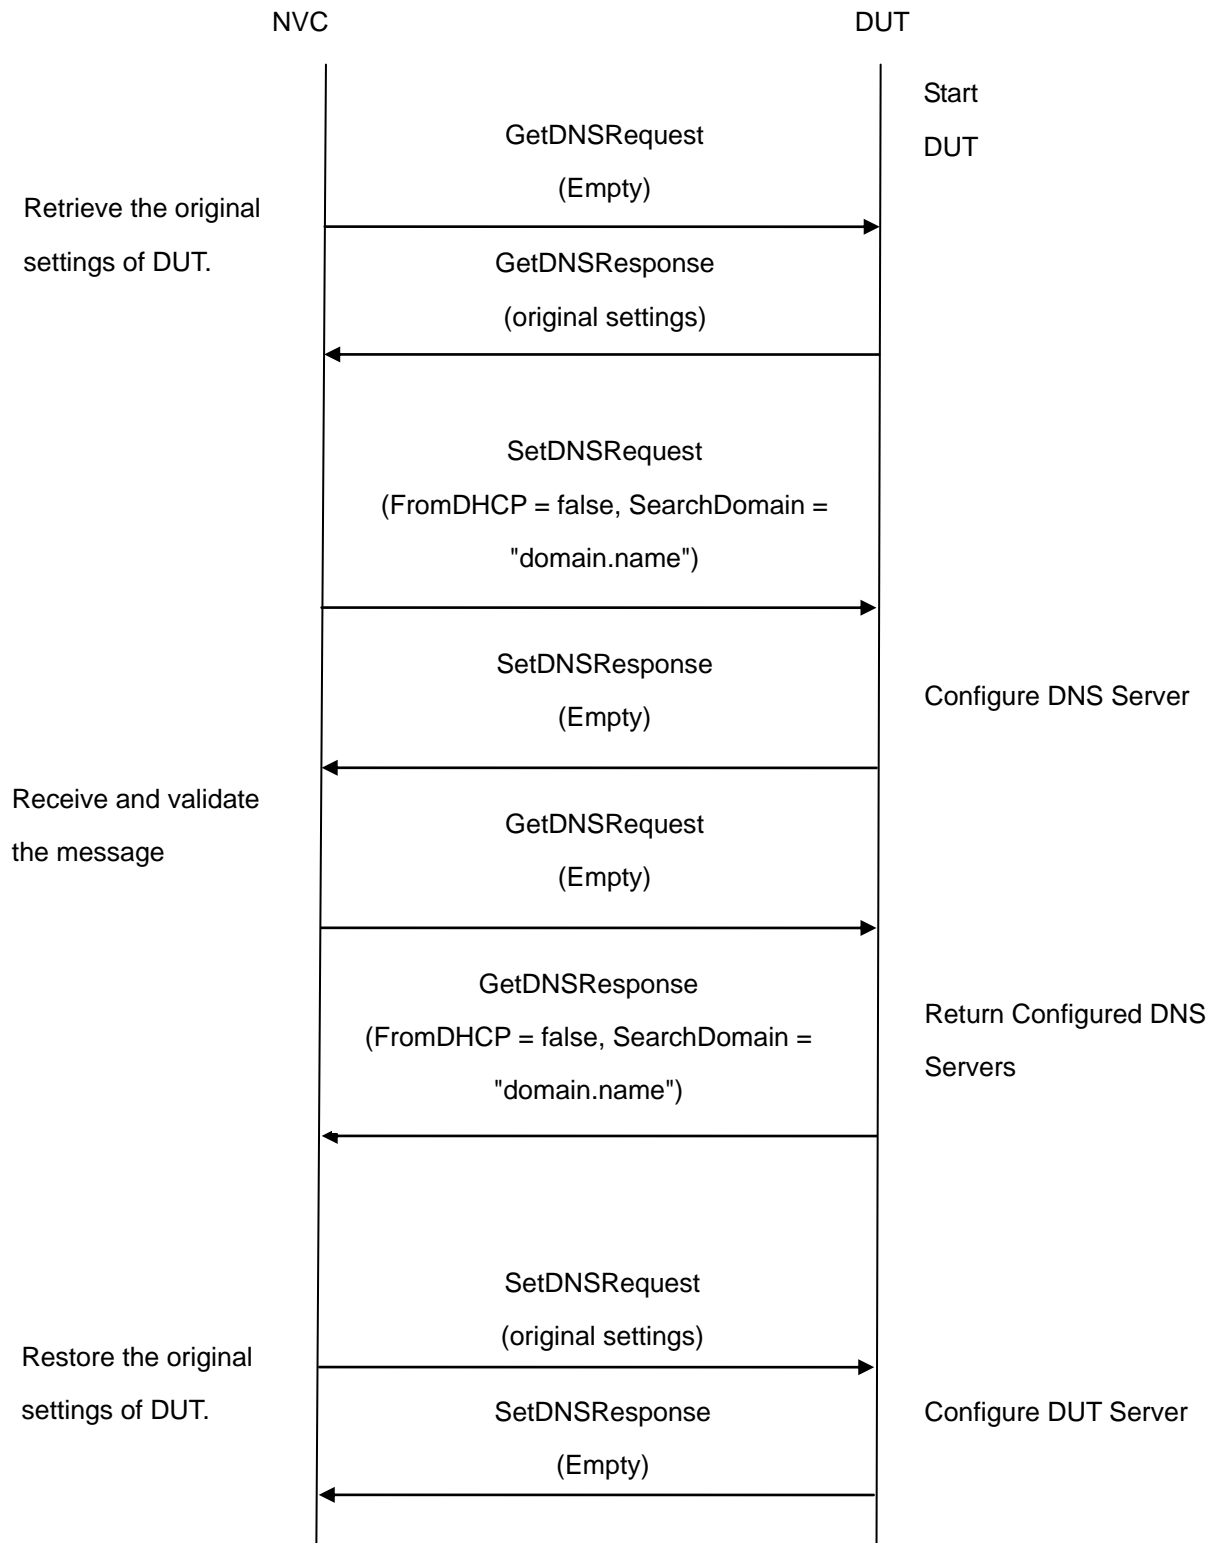 NVC
DUT
Start
DUT
GetDNSRequest
(Empty)
Retrieve the original
settings of DUT.
GetDNSResponse
(original settings)
SetDNSRequest
(FromDHCP = false, SearchDomain =
"domain.name")
SetDNSResponse
(Empty)
Configure DNS Server
Receive and validate
the message
GetDNSRequest
(Empty)
GetDNSResponse
(FromDHCP = false, SearchDomain =
"domain.name")
Return Configured DNS
Servers
SetDNSRequest
(original settings)
Restore the original
settings of DUT.
SetDNSResponse
(Empty)
Configure DUT Server